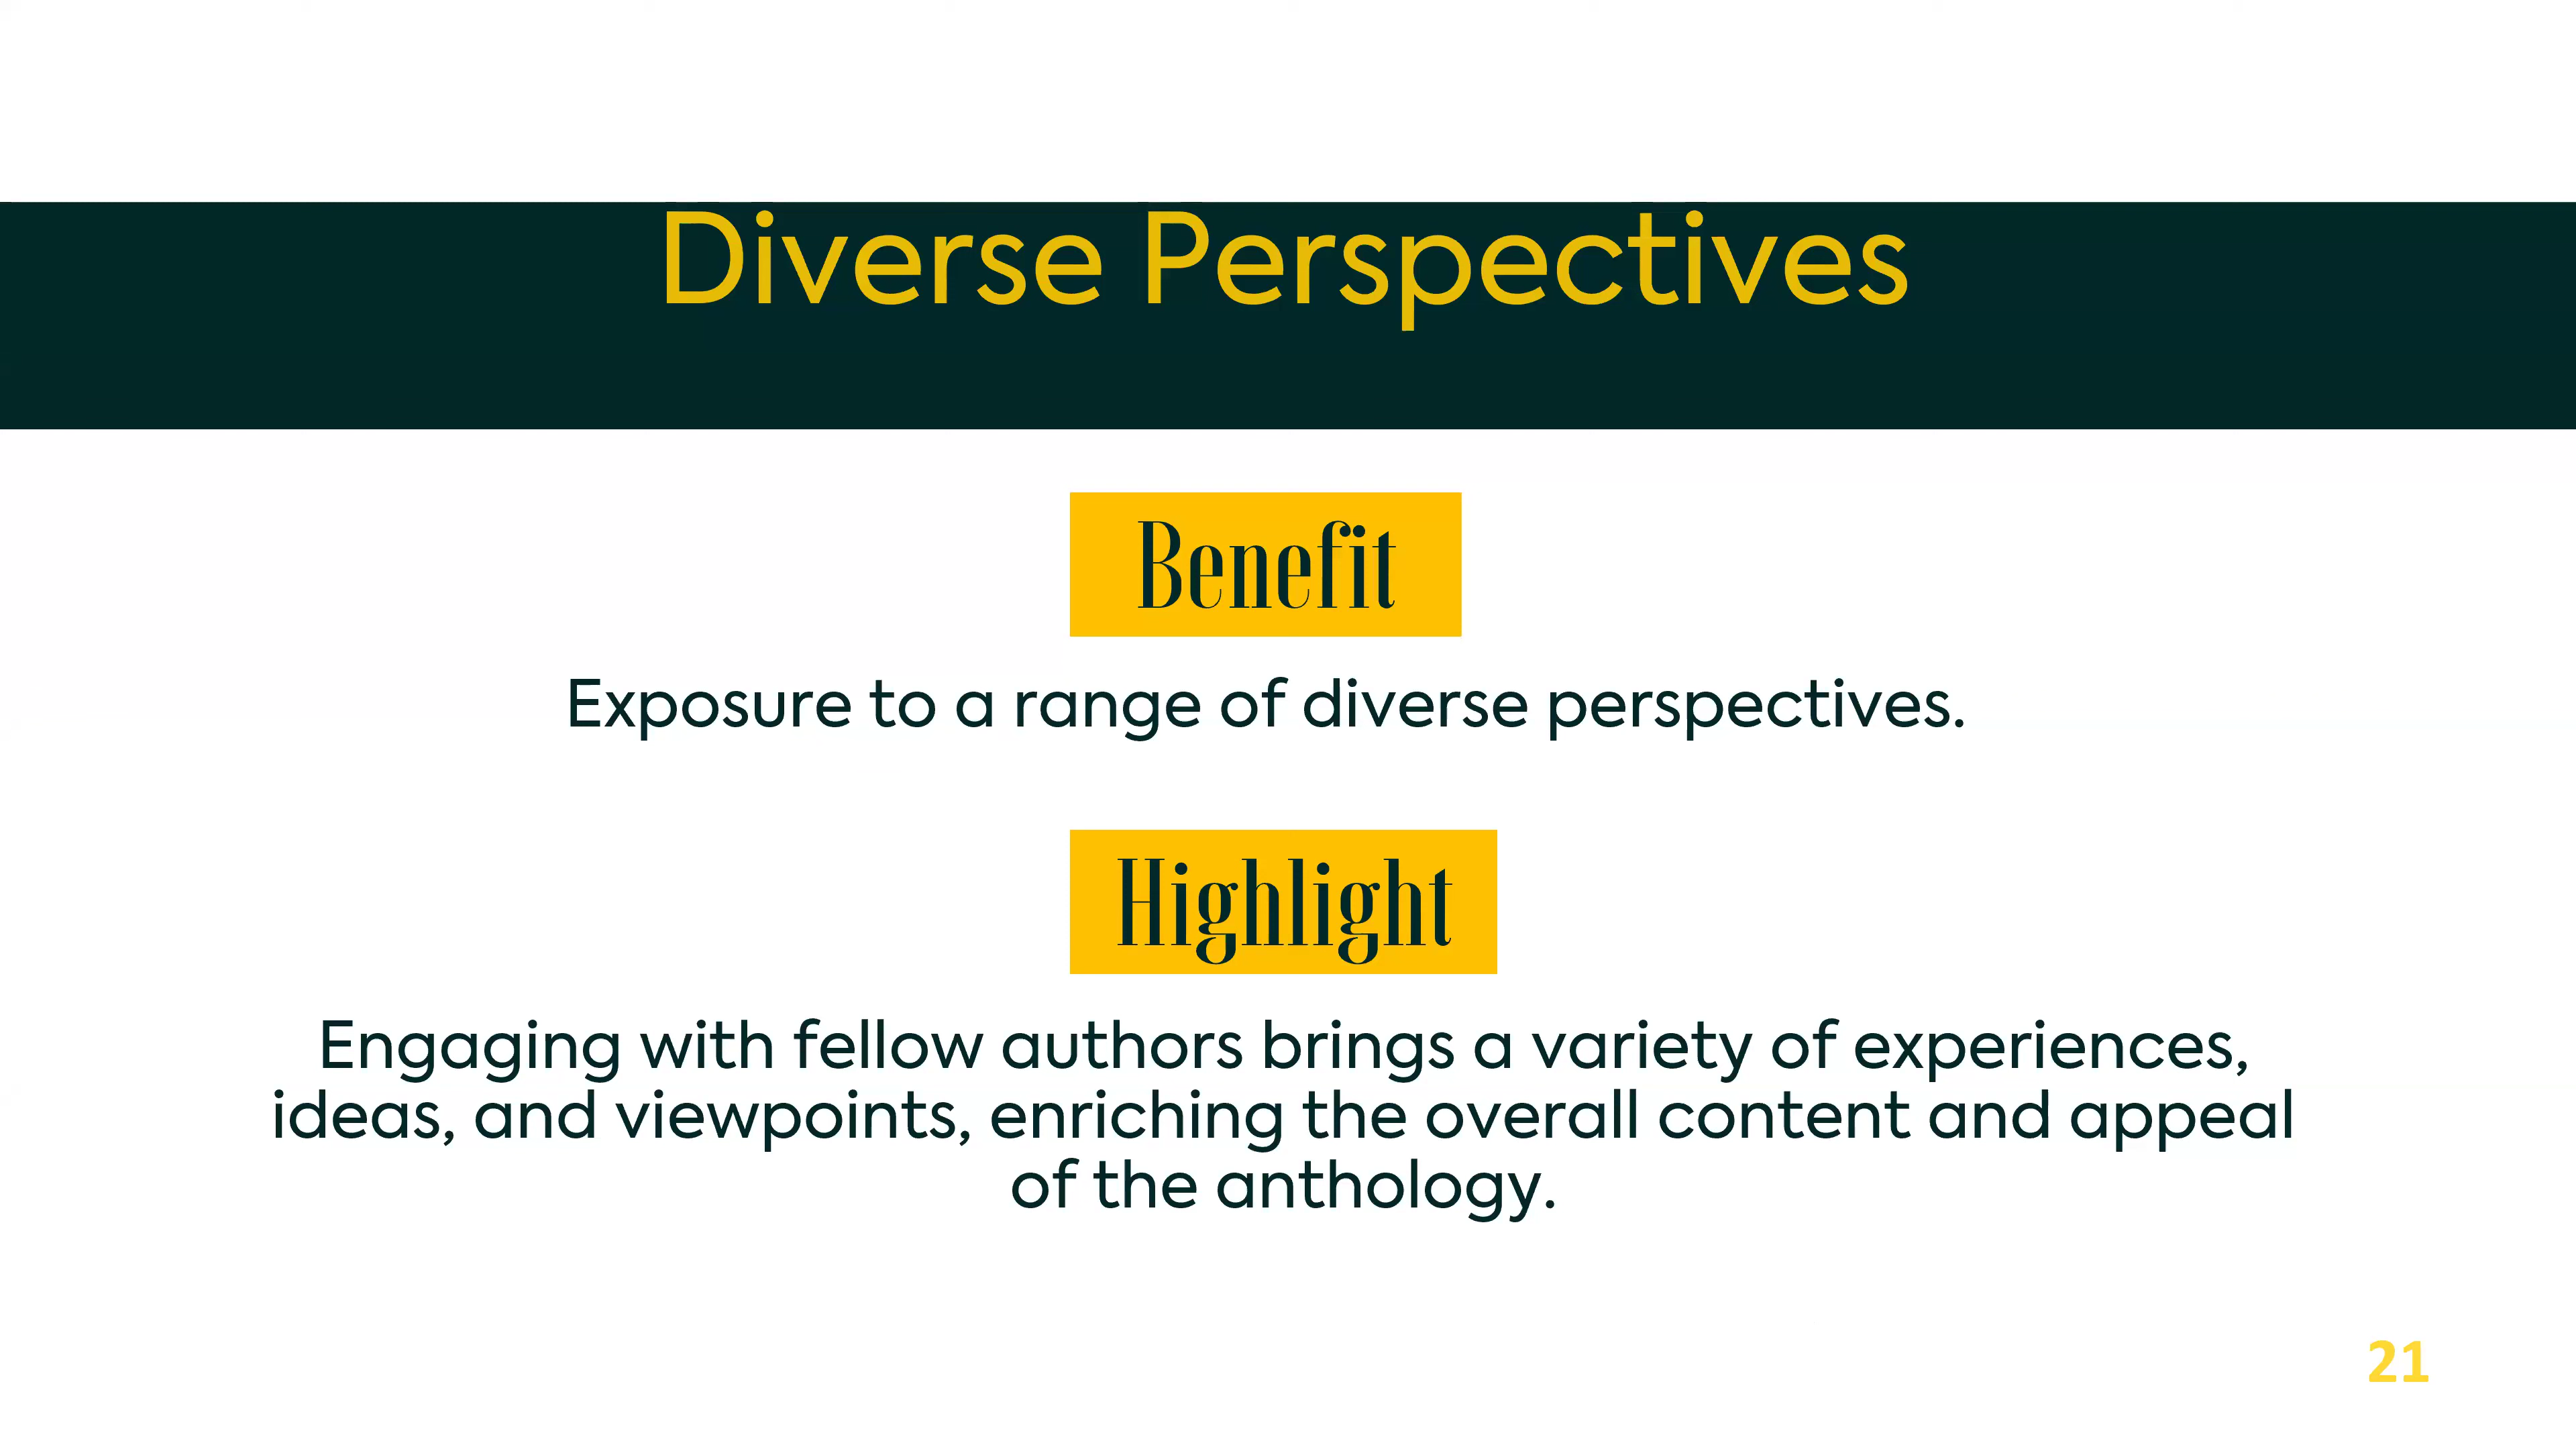 Diverse Perspectives
Benefit
Exposure to a range of diverse perspectives.
Highlight
Engaging with fellow authors brings a variety of experiences,
ideas, and viewpoints, enriching the overall content and appeal
of the anthology.
21